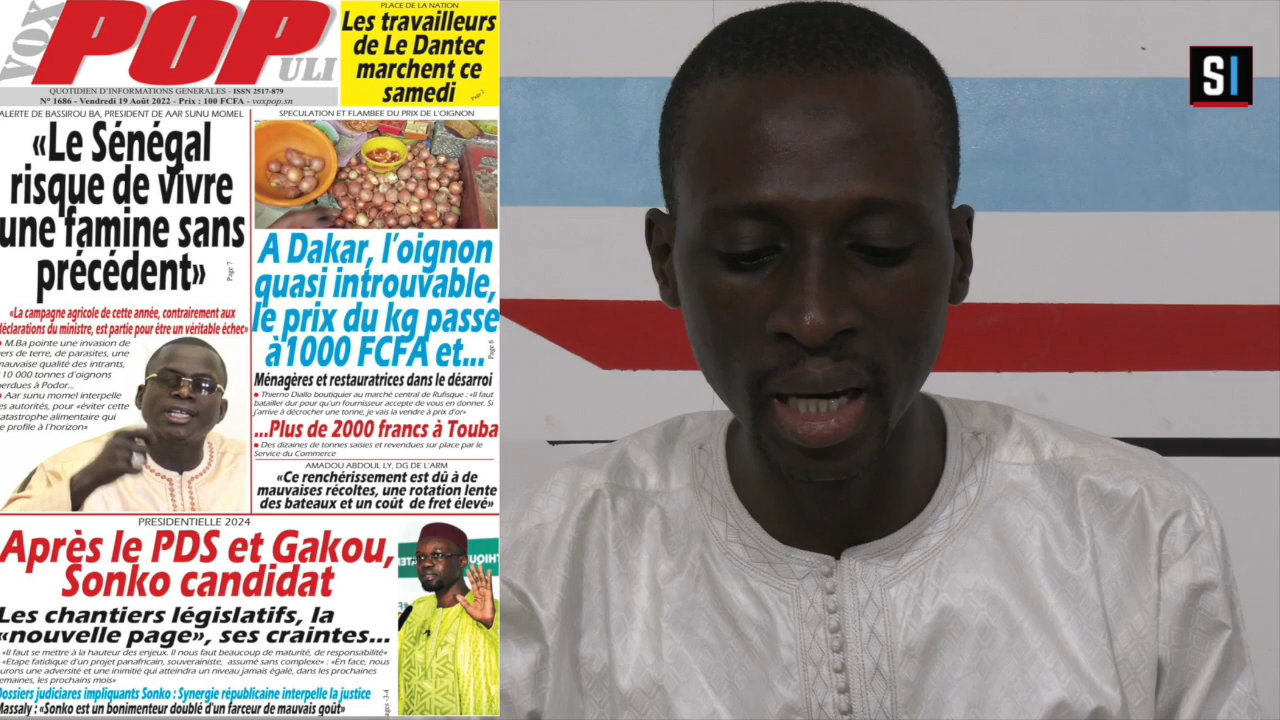 VOX
POP
ULI
QUOTIDIEN D'INFORMATIONS GENERALES - ISSN 2517-879
N° 1686 - Vendredi 19 Août 2022 - Prix : 100 FCFA - voxpop.sn
PLACE DE LA NATION
Les travailleurs
de Le Dantec
marchent ce
samedi
Page 2
ALERTE DE BASSIROU BA, PRESIDENT DE AAR SUNU MOMEL
«Le Sénégal
risque de vivre
une famine sans
précédent»
Page 7
«La campagne agricole de cette année, contrairement aux
déclarations du ministre, est partie pour être un véritable échec»
M.Ba pointe une invasion de
vers de terre, de parasites, une
mauvaise qualité des intrants,
10 000 tonnes d'oignons
perdues à Podor...
Aar sunu momel interpelle
les autorités, pour «éviter cette
catastrophe alimentaire qui
se profile à l'horizon»
SPECULATION ET FLAMBEE DU PRIX DE L'OIGNON
A Dakar, l'oignon
quasi introuvable,
le prix du kg passe
à 1000 FCFA et...
Page 6
Ménagères et restauratrices dans le désarroi
Thierno Diallo boutiquier au marché central de Rufisque : «Il faut
batailler dur pour qu'un fournisseur accepte de vous en donner. Si
j'arrive à décrocher une tonne, je vais la vendre à prix d'or»
...Plus de 2000 francs à Touba
Des dizaines de tonnes saisies et revendues sur place par le
Service du Commerce
AMADOU ABDOUL LY, DG DE L'ARM
«Ce renchérissement est dû à de
mauvaises récoltes, une rotation lente
des bateaux et un coût de fret élevé»
PRESIDENTIELLE 2024
Après le PDS et Gakou,
Sonko candidat
Les chantiers législatifs, la
«nouvelle page», ses craintes...
«Il faut se mettre à la hauteur des enjeux. Il nous faut beaucoup de maturité, de responsabilité»
«Etape fatidique d'un projet panafricain, souverainiste, assumé sans complexe» : «En face, nous
aurons une adversité et une inimitié qui atteindra un niveau jamais égalé, dans les prochaines
semaines, les prochains mois»
Dossiers judiciares impliquants Sonko : Synergie républicaine interpelle la justice
Massaly : «Sonko est un bonimenteur doublé d'un farceur de mauvais goût»
Pages -3-4
SI